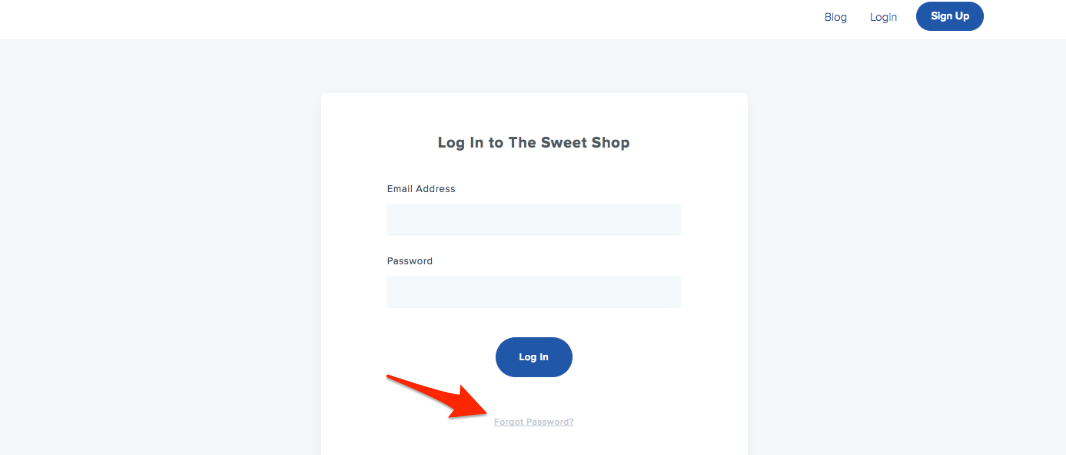 Blog Login Sign Up
Log In to The Sweet Shop
Email Address
Password
Log In
Forgot Password?